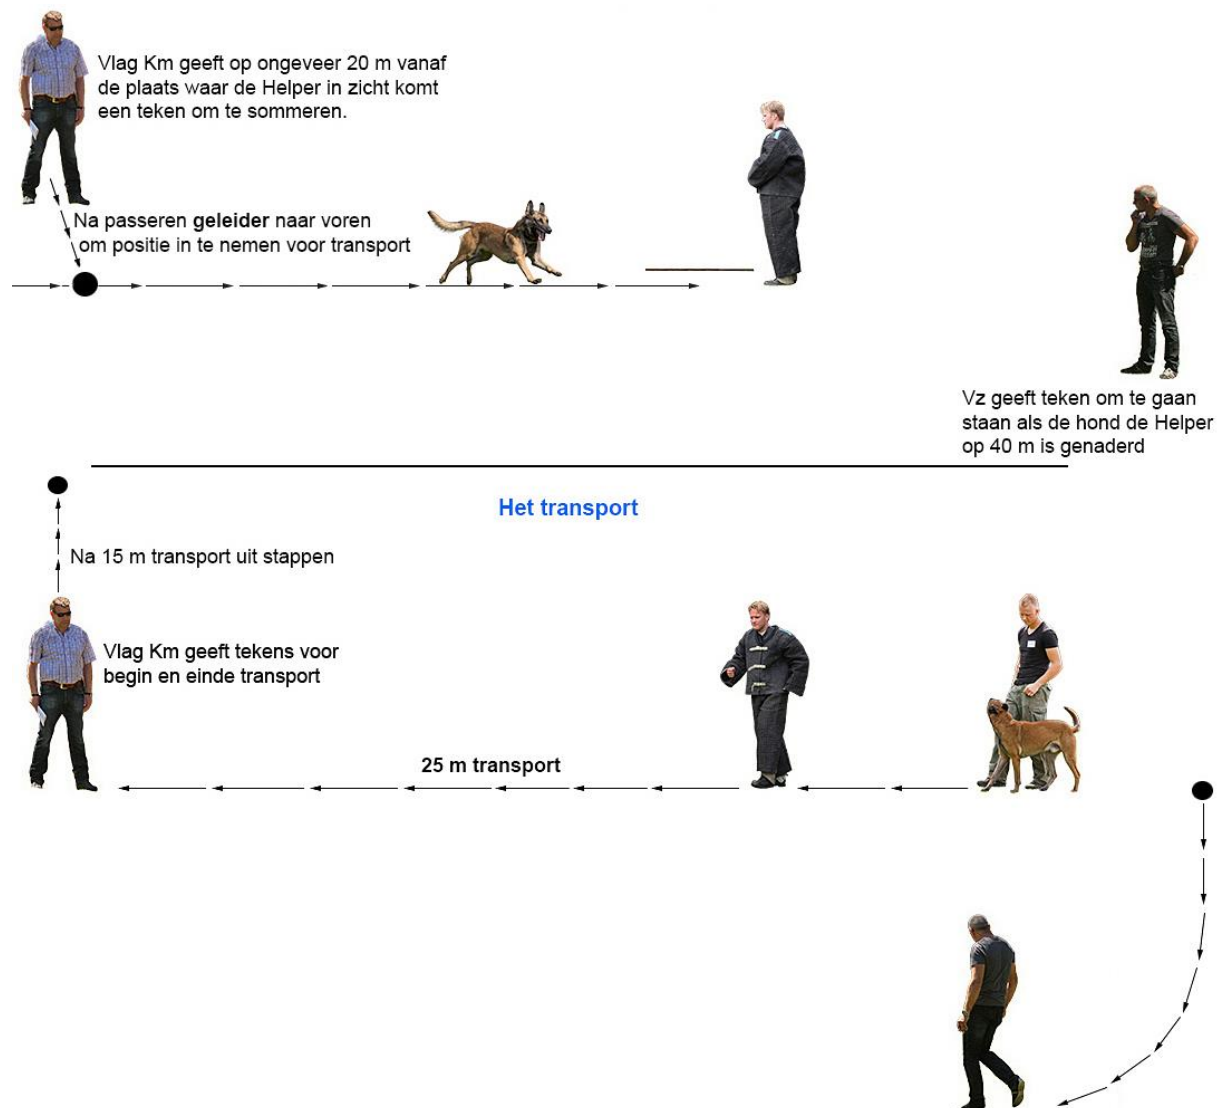 Vlag Km geeft op ongeveer 20 m vanaf
de plaats waar de Helper in zicht komt
een teken om te sommeren.
Na passeren geleider naar voren
om positie in te nemen voor transport
Vz geeft teken om te gaan
staan als de hond de Helper
op 40 m is genaderd
Het transport
Na 15 m transport uit stappen
Vlag Km geeft tekens voor
begin en einde transport
25 m transport